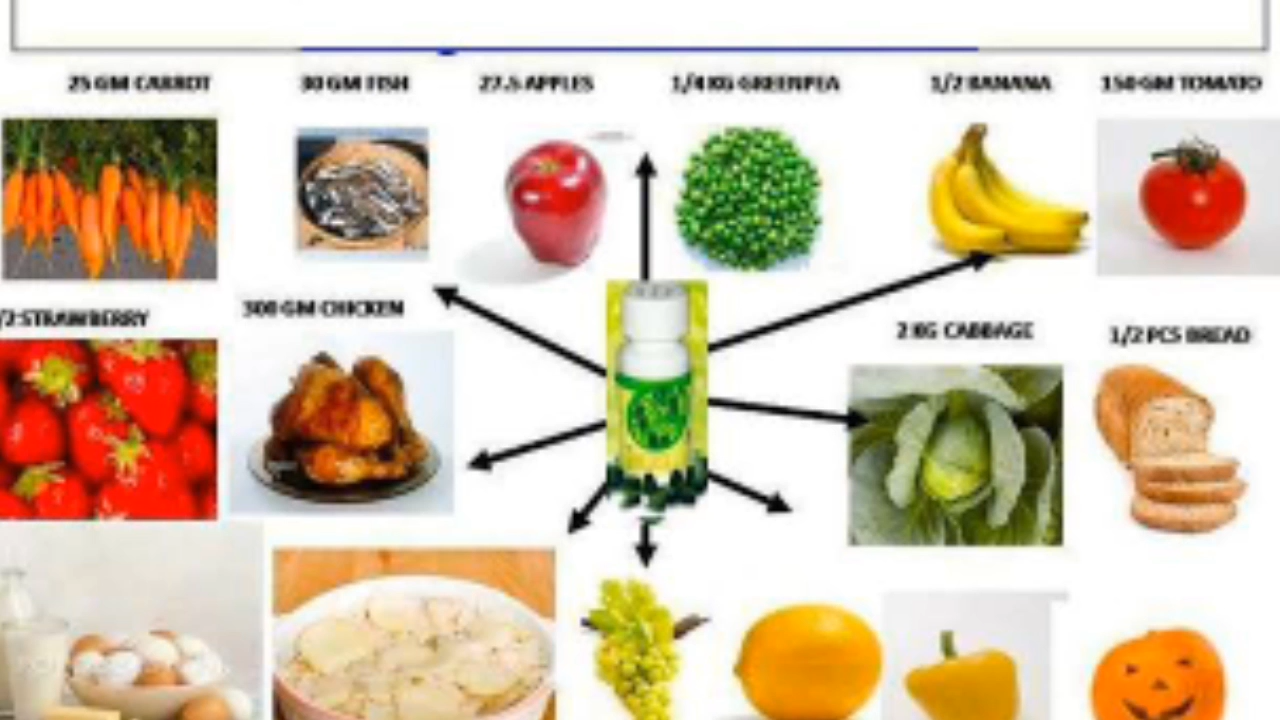 25 GM CARROT
30 GM FISH
27.5 APPLES
1/4 KG GREENPEA
1/2 BANANA
150 GM TOMATO
/2 STRAWBERRY
300 GM CHICKEN
2 KG CABBAGE
1/2 PCS BREAD